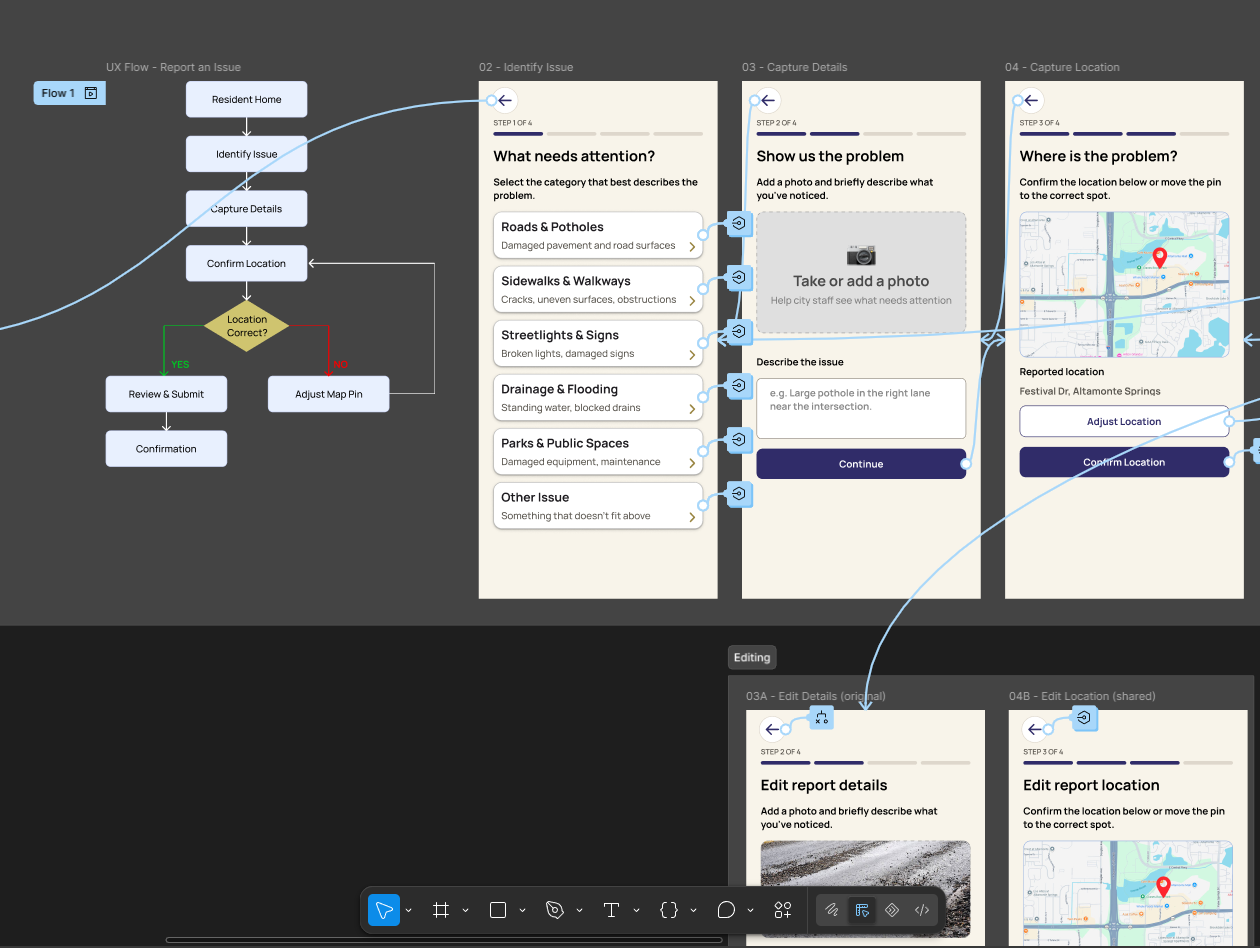 UX Flow - Report an Issue
Flow 1
Resident Home
Identify Issue
Capture Details
Confirm Location
Location
Correct?
YES
NO
Review & Submit
Adjust Map Pin
Confirmation
02 - Identify Issue
STEP 1 OF 4
What needs attention?
Select the category that best describes the
problem.
Roads & Potholes
Damaged pavement and road surfaces
Sidewalks & Walkways
Cracks, uneven surfaces, obstructions
Streetlights & Signs
Broken lights, damaged signs
Drainage & Flooding
Standing water, blocked drains
Parks & Public Spaces
Damaged equipment, maintenance
Other Issue
Something that doesn't fit above
03 - Capture Details
STEP 2 OF 4
Show us the problem
Add a photo and briefly describe what
you've noticed.
Take or add a photo
Help city staff see what needs attention
Describe the issue
e.g. Large pothole in the right lane
near the intersection.
Continue
04 - Capture Location
STEP 3 OF 4
Where is the problem?
Confirm the location below or move the pin
to the correct spot.
Reported location
Festival Dr, Altamonte Springs
Adjust Location
Confirm Location
Editing
03A - Edit Details (original)
STEP 2 OF 4
Edit report details
Add a photo and briefly describe what
you've noticed.
04B - Edit Location (shared)
STEP 3 OF 4
Edit report location
Confirm the location below or move the pin
to the correct spot.